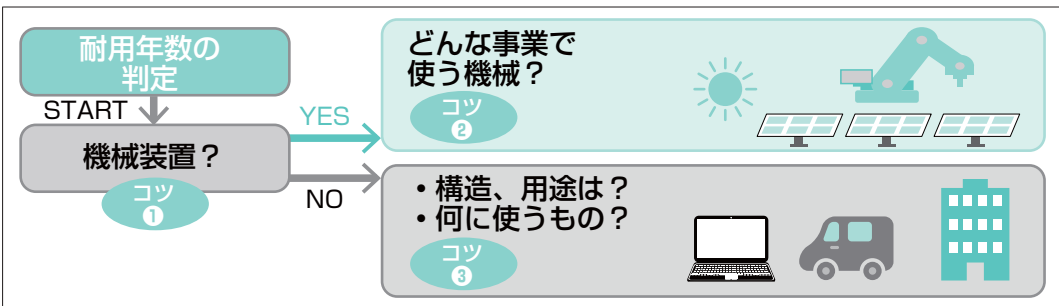 耐用年数の
判定
START
機械装置？
コツ
❶
YES
どんな事業で
使う機械？
コツ
❷
NO
・構造、用途は？
・何に使うもの？
コツ
❸